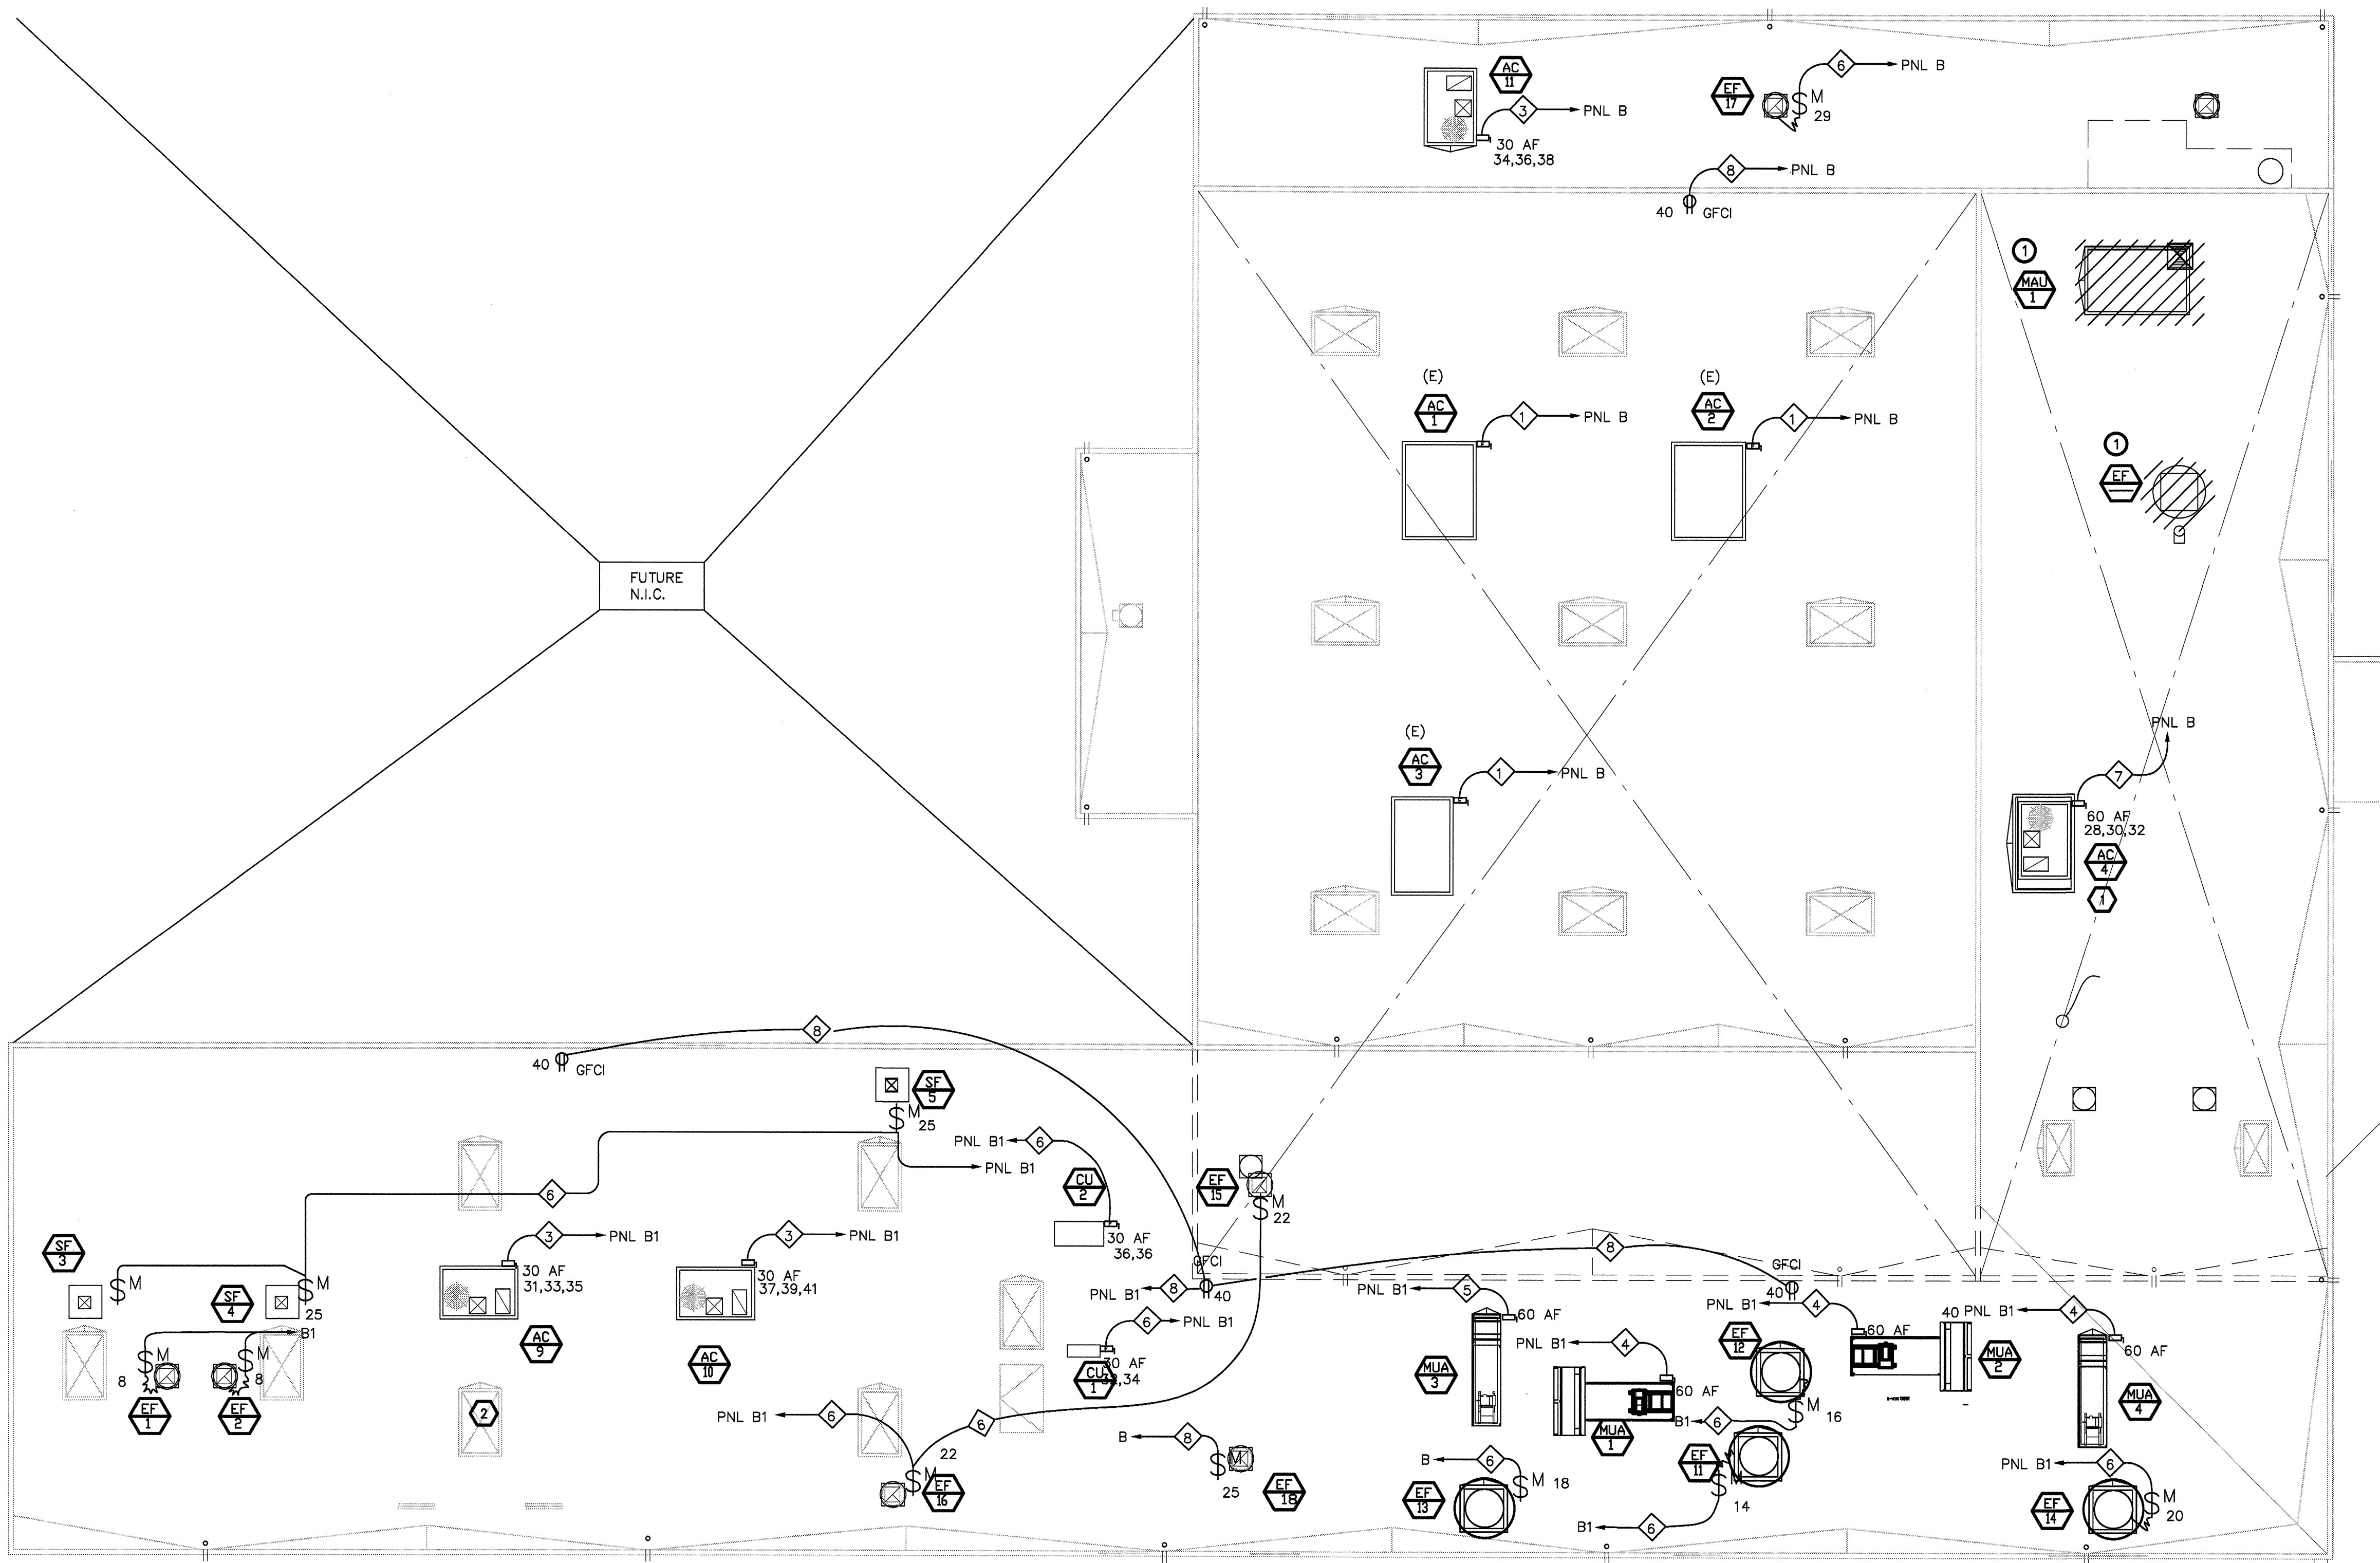 AC
11
3
PNL B
30 AF
34,36,38
EF
17
M
29
6
PNL B
8
PNL B
40
GFCI
1
MAU
1
1
EF
(E)
AC
1
1
PNL B
(E)
AC
2
1
PNL B
FUTURE
N.I.C.
(E)
AC
3
1
PNL B
PNL B
7
60 AF
28,30,32
AC
4
1
8
40
GFCI
SF
5
M
25
PNL B1
6
PNL B1
CU
2
30 AF
36,36
EF
15
M
22
6
SF
3
M
SF
4
M
25
3
PNL B1
30 AF
31,33,35
AC
9
3
PNL B1
30 AF
37,39,41
AC
10
B1
M
8
EF
1
M
8
EF
2
2
GFCI
PNL B1
8
40
8
GFCI
40
6
PNL B1
30 AF
32,34
CU
1
PNL B1
6
6
22
M
EF
16
B
8
M
25
EF
18
PNL B1
5
60 AF
MUA
3
PNL B1
4
60 AF
MUA
1
PNL B1
4
60 AF
MUA
2
EF
12
M
16
B1
6
EF
11
M
14
B1
6
B
6
M
18
EF
13
40
PNL B1
4
60 AF
MUA
4
PNL B1
6
M
20
EF
14